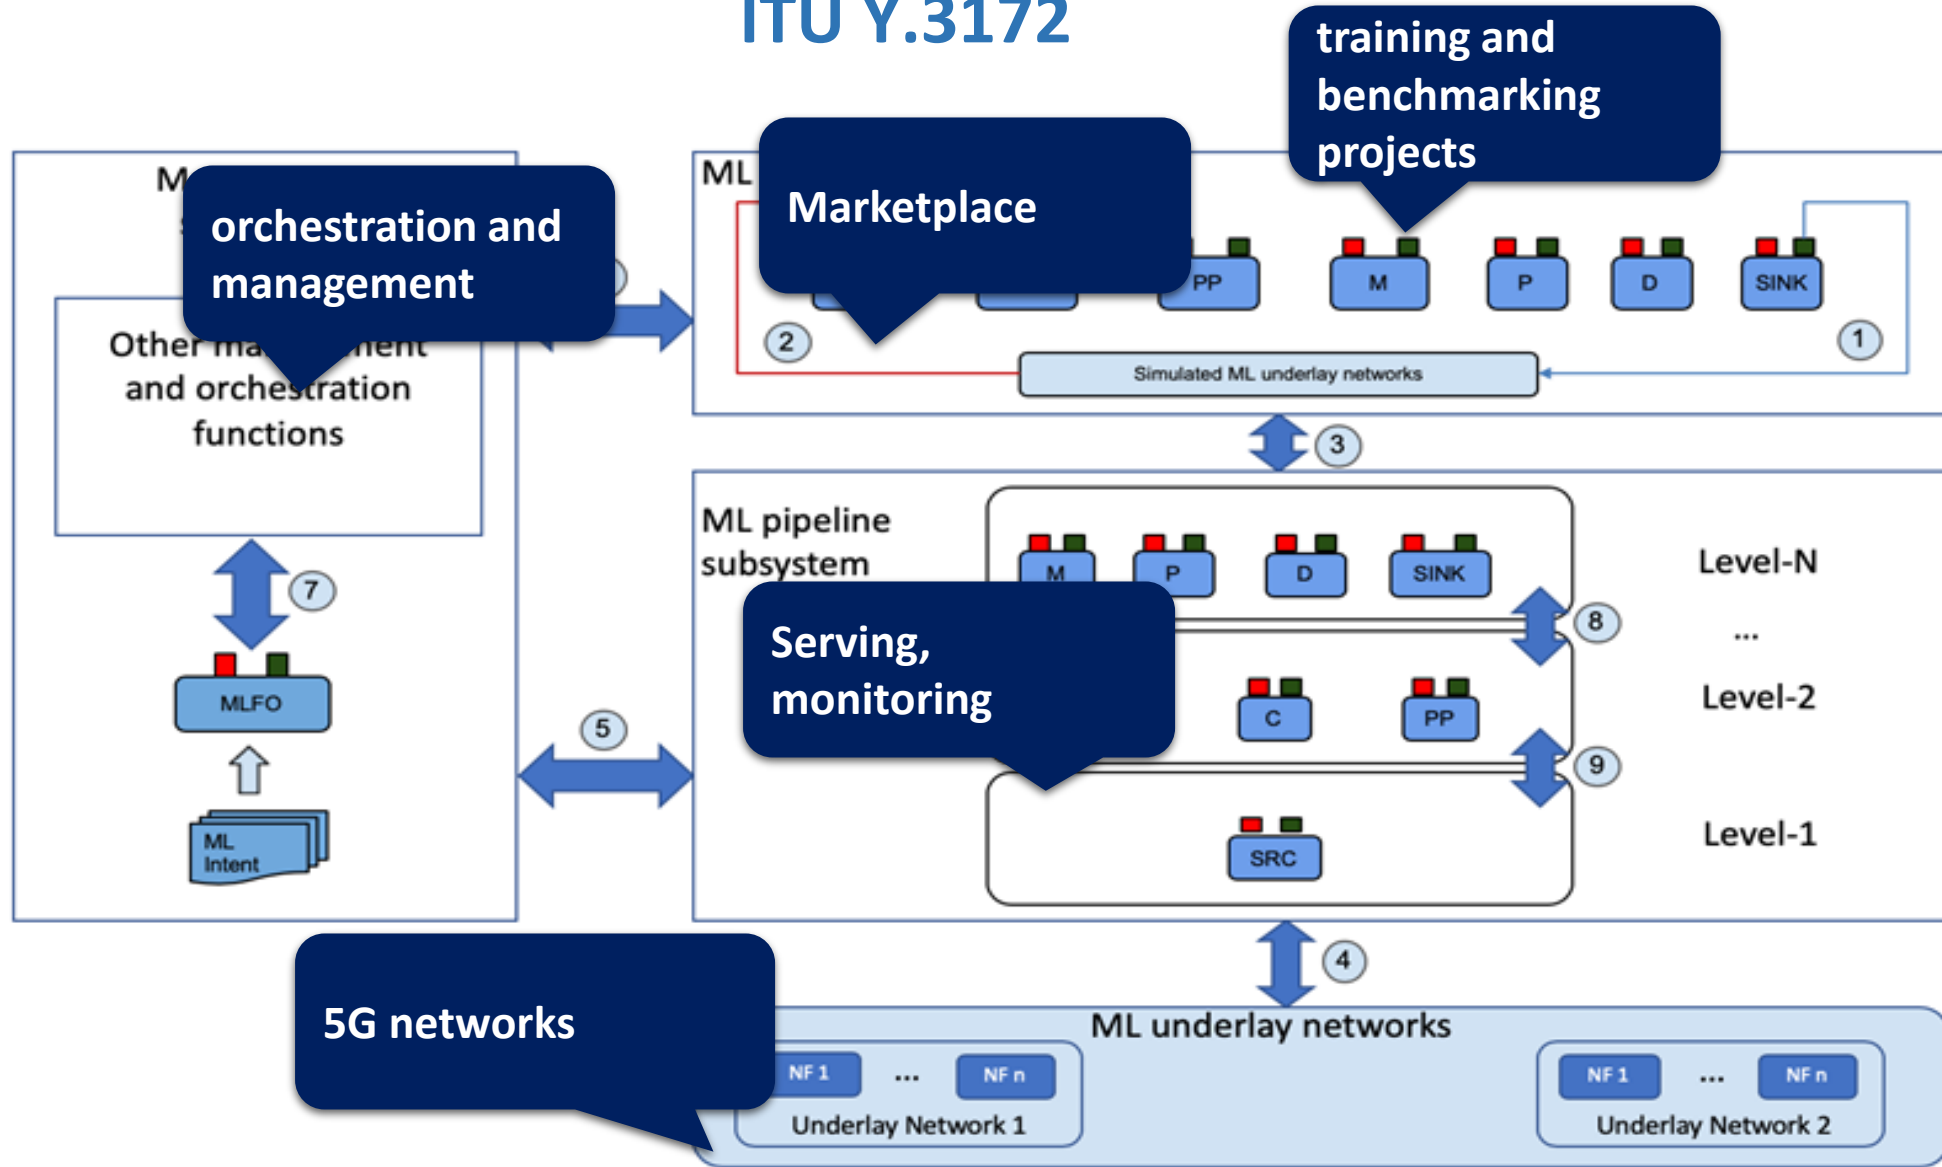 ITU Y.3172
training and
benchmarking
projects
Marketplace
orchestration and
management
ML
PP
M
P
D
SINK
2
1
Simulated ML underlay networks
Other management
and orchestration
functions
3
ML pipeline
subsystem
M
P
D
SINK
Level-N
7
8
...
Serving,
monitoring
MLFO
C
PP
Level-2
5
9
ML
Intent
SRC
Level-1
4
5G networks
ML underlay networks
NF 1
...
NF n
NF 1
...
NF n
Underlay Network 1
Underlay Network 2